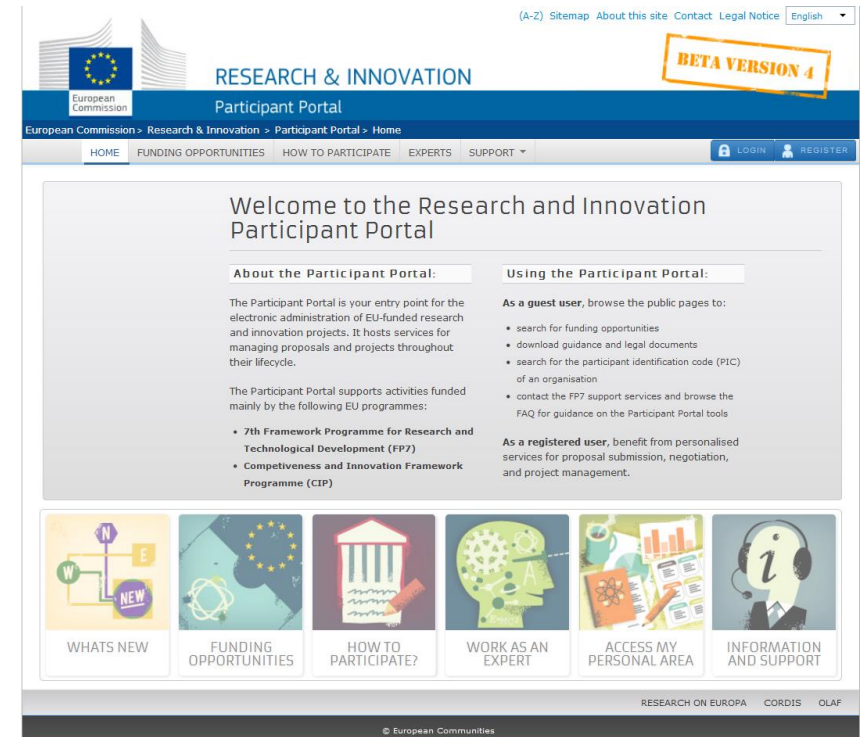 (A-Z) Sitemap About this site Contact Legal Notice English
BETA VERSION 4
RESEARCH & INNOVATION
European
Commission
Participant Portal
European Commission > Research & Innovation > Participant Portal > Home
HOME FUNDING OPPORTUNITIES HOW TO PARTICIPATE EXPERTS SUPPORT LOGIN REGISTER
Welcome to the Research and Innovation
Participant Portal
About the Participant Portal:
The Participant Portal is your entry point for the
electronic administration of EU-funded research
and innovation projects. It hosts services for
managing proposals and projects throughout
their lifecycle.
The Participant Portal supports activities funded
mainly by the following EU programmes:
• 7th Framework Programme for Research and
Technological Development (FP7)
• Competiveness and Innovation Framework
Programme (CIP)
Using the Participant Portal:
As a guest user, browse the public pages to:
• search for funding opportunities
• download guidance and legal documents
• search for the participant identification code (PIC)
of an organisation
• contact the FP7 support services and browse the
FAQ for guidance on the Participant Portal tools
As a registered user, benefit from personalised
services for proposal submission, negotiation,
and project management.
N
W
E
NEW
A
i
WHATS NEW
FUNDING
OPPORTUNITIES
HOW TO
PARTICIPATE?
WORK AS AN
EXPERT
ACCESS MY
PERSONAL AREA
INFORMATION
AND SUPPORT
RESEARCH ON EUROPA CORDIS OLAF
© European Communities